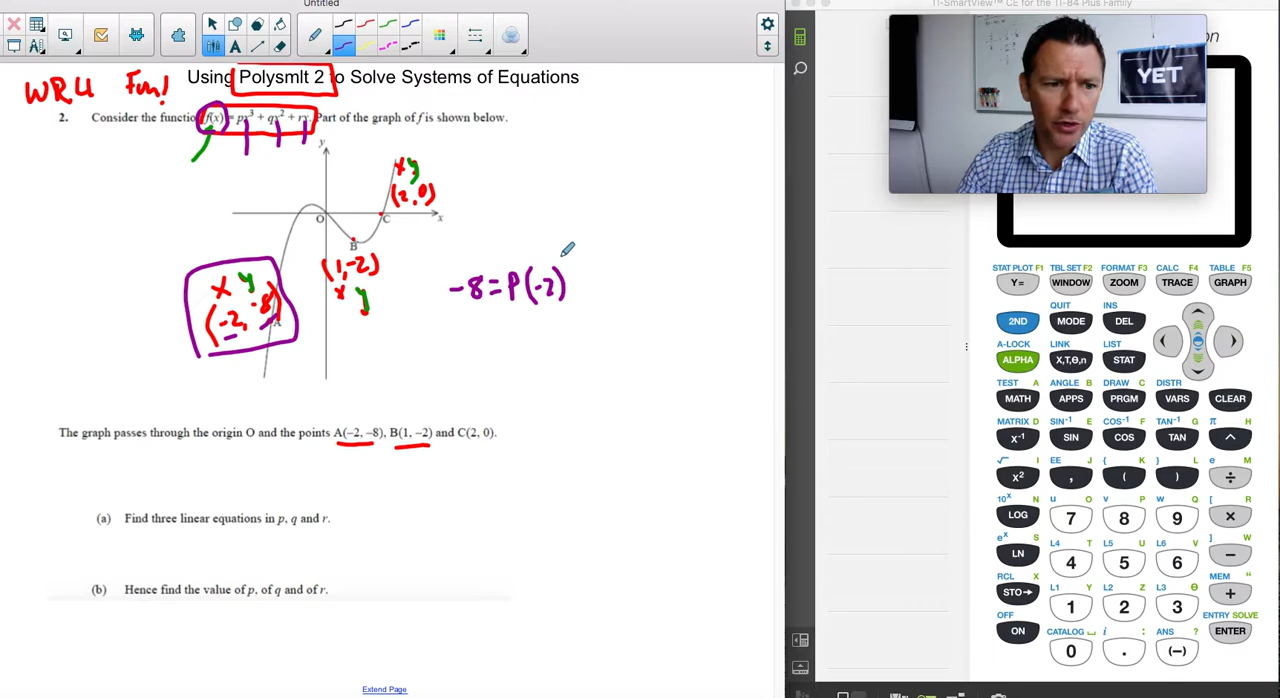 Untitled
TI-SmartView™ CE for the TI-84 Plus Family
WR4 Fun!
Using Polysmlt 2 to Solve Systems of Equations
2. Consider the function f(x) = px³ + qx² + rx. Part of the graph of f is shown below.
y
x y
(2, 0)
O
C
x
B
(1, -2)
x y
x y
(-2, -8)
A
-8 = P(-2)
The graph passes through the origin O and the points A(−2, −8), B(1, −2) and C(2, 0).
(a) Find three linear equations in p, q and r.
(b) Hence find the value of p, of q and of r.
Extend Page
YET
STAT PLOT F1 TBL SET F2 FORMAT F3 CALC F4 TABLE F5
Y= WINDOW ZOOM TRACE GRAPH
QUIT INS
2ND MODE DEL
A-LOCK LINK LIST
ALPHA X,T,Θ,n STAT
TEST A ANGLE B DRAW C DISTR
MATH APPS PRGM VARS CLEAR
MATRIX D SIN⁻¹ E COS⁻¹ F TAN⁻¹ G π H
X⁻¹ SIN COS TAN ^
√ I EE J { K } L e M
X² , ( ) ÷
10ˣ N u O v P w Q [ R
LOG 7 8 9 ×
eˣ S L4 T L5 U L6 V ] W
LN 4 5 6 −
RCL X L1 Y L2 Z L3 Θ MEM "
STO→ 1 2 3 +
OFF CATALOG ␣ i : ANS ? ENTRY SOLVE
ON 0 . (−) ENTER